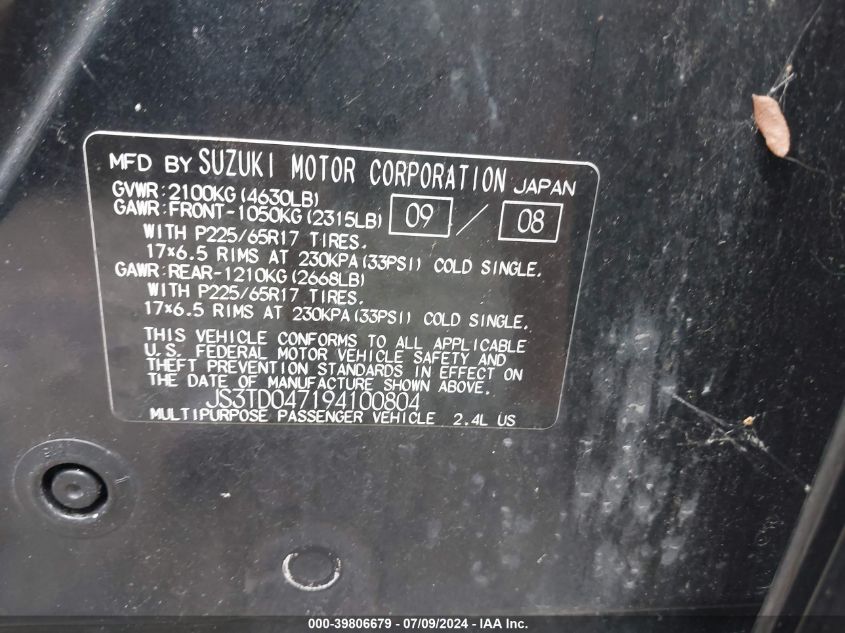 MFD BY SUZUKI MOTOR CORPORATION JAPAN
GVWR:2100KG(4630LB)
GAWR:FRONT-1050KG(2315LB) 09 / 08
WITH P225/65R17 TIRES.
17×6.5 RIMS AT 230KPA(33PSI) COLD SINGLE.
GAWR:REAR-1210KG(2668LB)
WITH P225/65R17 TIRES.
17×6.5 RIMS AT 230KPA(33PSI) COLD SINGLE.
THIS VEHICLE CONFORMS TO ALL APPLICABLE
U.S. FEDERAL MOTOR VEHICLE SAFETY AND
THEFT PREVENTION STANDARDS IN EFFECT ON
THE DATE OF MANUFACTURE SHOWN ABOVE.
JS3TD047194100804
MULTIPURPOSE PASSENGER VEHICLE 2.4L US
000-39806679 / 07/09/2024 - IAA Inc.